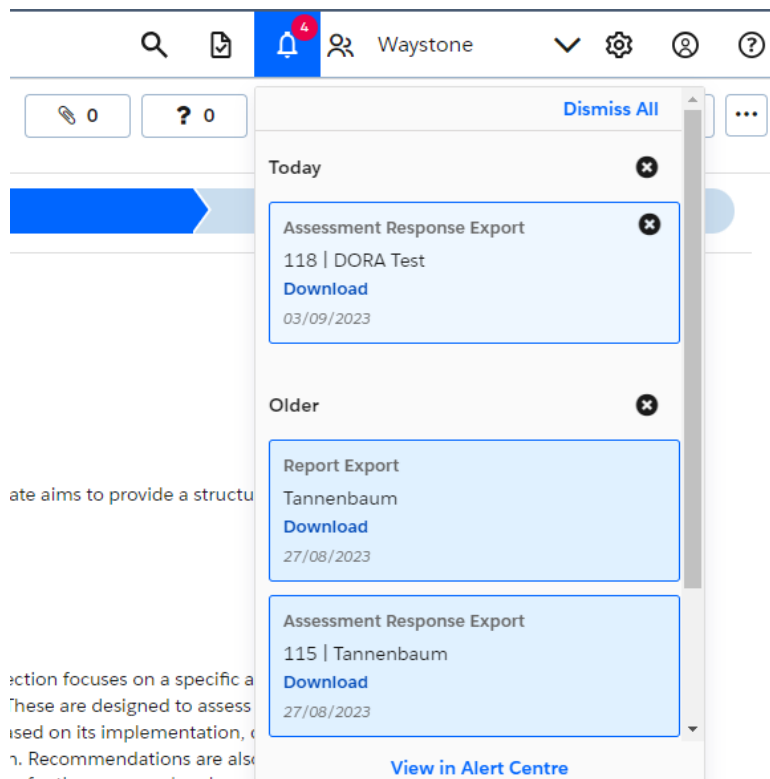 4
Waystone
0
? 0
Dismiss All
Today
Assessment Response Export
118 | DORA Test
Download
03/09/2023
Older
Report Export
Tannenbaum
Download
27/08/2023
Assessment Response Export
115 | Tannenbaum
Download
27/08/2023
View in Alert Centre
ate aims to provide a structu
ection focuses on a specific a
These are designed to assess
ased on its implementation,
n. Recommendations are also